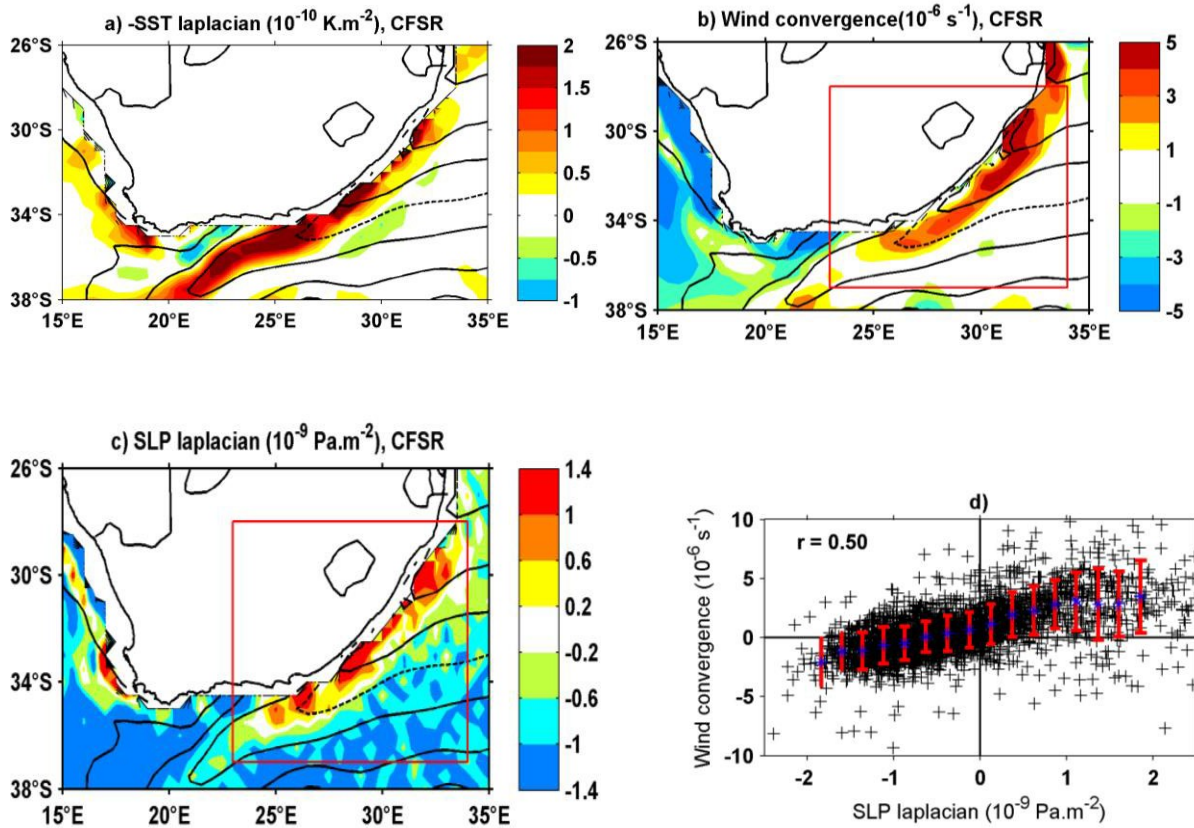 a) -SST laplacian (10⁻¹⁰ K.m⁻²), CFSR
26°S
30°S
34°S
38°S
15°E 20°E 25°E 30°E 35°E
2
1
0
-0.5
-1
b) Wind convergence(10⁻⁶ s⁻¹), CFSR
26°S
30°S
34°S
38°S
15°E 20°E 25°E 30°E 35°E
5
3
1
-1
-3
-5
c) SLP laplacian (10⁻⁹ Pa.m⁻²), CFSR
26°S
30°S
34°S
38°S
15°E 20°E 25°E 30°E 35°E
1.4
1
0.6
0.2
-0.2
-0.6
-1
-1.4
d)
r = 0.50
Wind convergence (10⁻⁶ s⁻¹)
10
5
0
-5
-10
-2 -1 0 1 2
SLP laplacian (10⁻⁹ Pa.m⁻²)